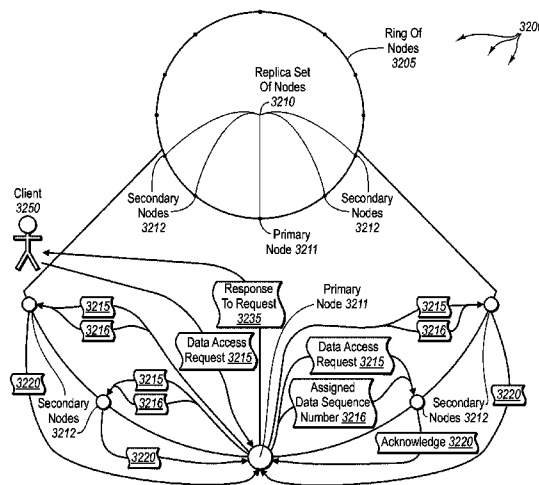 3200
Ring Of
Nodes
3205
Replica Set
Of Nodes
3210
Secondary
Nodes
3212
Secondary
Nodes
3212
Primary
Node 3211
Client
3250
Response
To Request
3235
Primary
Node 3211
3215
3216
Data Access
Request 3215
3215
3216
Data Access
Request 3215
3220
3215
3216
Assigned
Data Sequence
Number 3216
3220
Secondary
Nodes
3212
Secondary
Nodes
3212
3220
Acknowledge 3220